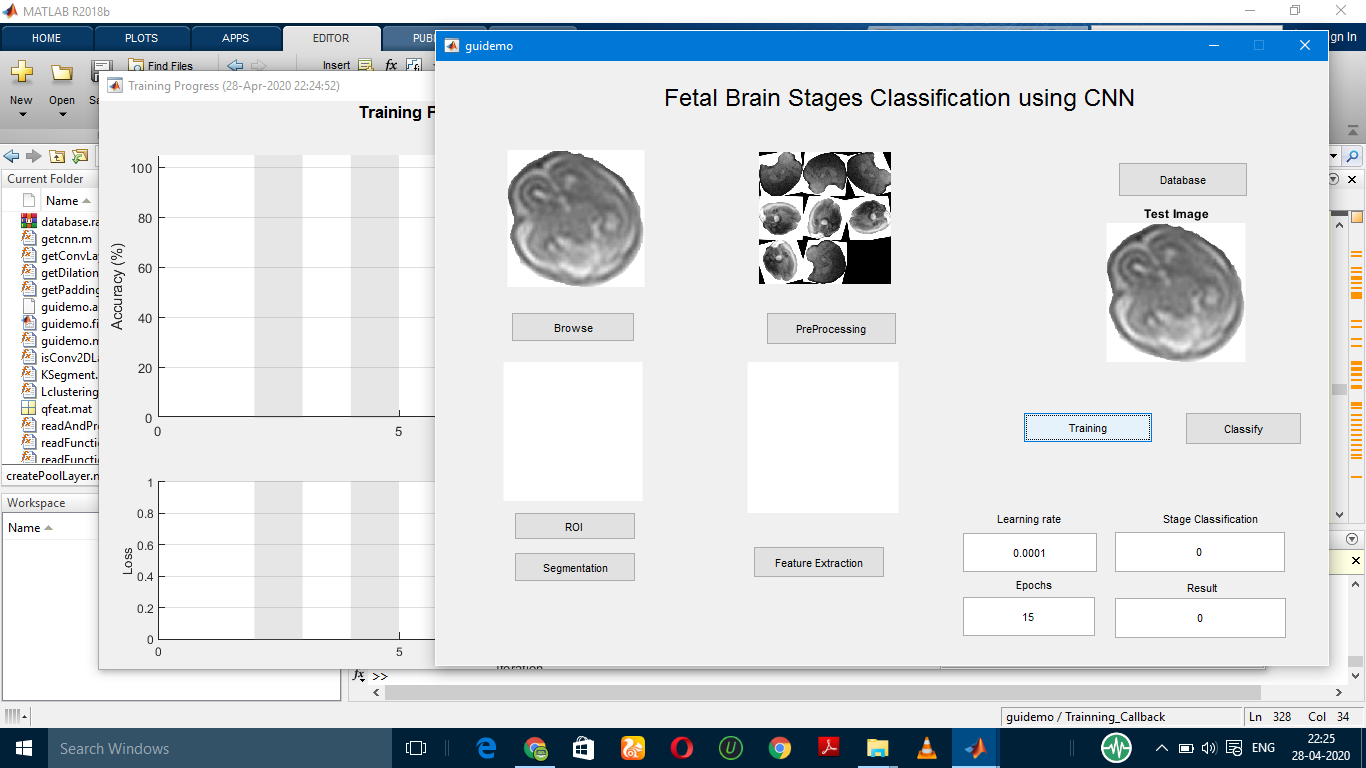 MATLAB R2018b
HOME
PLOTS
APPS
EDITOR
PUB
gn In
New
Open
Sa
Find Files
Insert
fx
Current Folder
Name
database.ra
getcnn.m
getConvLa
getDilation
getPadding
guidemo.a
guidemo.fi
guidemo.m
isConv2DLa
KSegment.
Lclustering
qfeat.mat
readAndPr
readFuncti
readFuncti
createPoolLayer.m
Workspace
Name
Training Progress (28-Apr-2020 22:24:52)
Training F
Accuracy (%)
100
80
60
40
20
0
0
5
Loss
1
0.8
0.6
0.4
0.2
0
0
5
Iteration
guidemo
Fetal Brain Stages Classification using CNN
Browse
PreProcessing
Database
Test Image
Training
Classify
ROI
Segmentation
Feature Extraction
Learning rate
Stage Classification
0.0001
0
Epochs
Result
15
0
fx >>
guidemo / Trainning_Callback
Ln 328 Col 34
Search Windows
ENG
22:25
28-04-2020